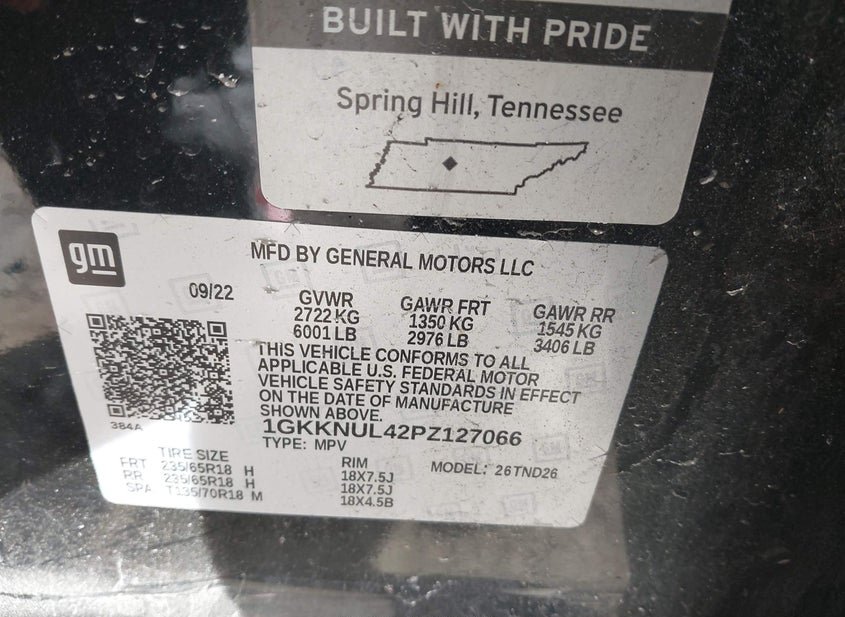 BUILT WITH PRIDE
Spring Hill, Tennessee
gm
MFD BY GENERAL MOTORS LLC
09/22
GVWR
2722 KG
6001 LB
GAWR FRT
1350 KG
2976 LB
GAWR RR
1545 KG
3406 LB
THIS VEHICLE CONFORMS TO ALL
APPLICABLE U.S. FEDERAL MOTOR
VEHICLE SAFETY STANDARDS IN EFFECT
ON THE DATE OF MANUFACTURE
SHOWN ABOVE.
384A
1GKKNUL42PZ127066
TYPE: MPV
MODEL: 26TND26
TIRE SIZE
FRT 235/65R18 H
RR 235/65R18 H
SPA T135/70R18 M
RIM
18X7.5J
18X7.5J
18X4.5B